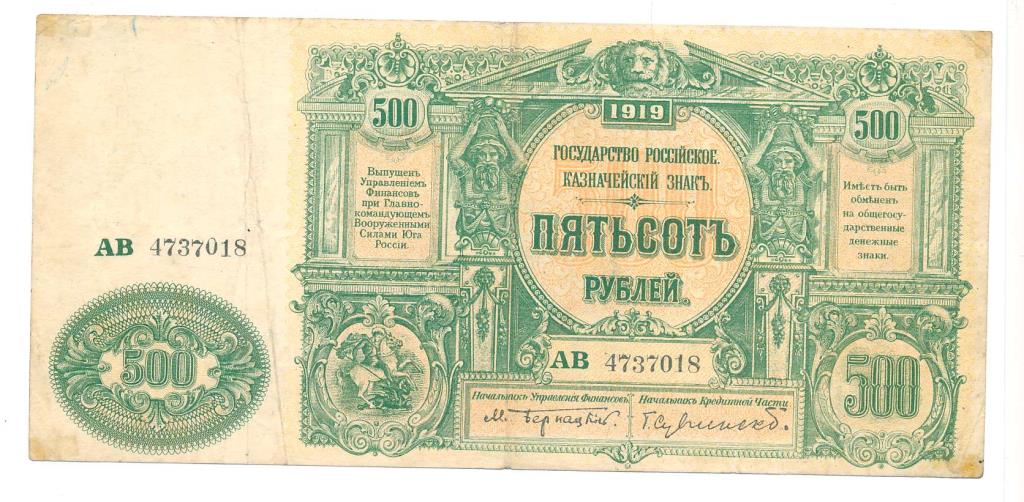 1919
500
500
ГОСУДАРСТВО РОССІЙСКОЕ.
КАЗНАЧЕЙСКІЙ ЗНАКЪ.
ПЯТЬСОТЪ
РУБЛЕЙ.
Выпущенъ
Управленіемъ
Финансовъ
при Главно-
командующемъ
Вооруженными
Силами Юга
Россіи.
Имѣетъ быть
обмѣненъ
на общегосу-
дарственные
денежные
знаки.
АВ 4737018
АВ 4737018
500
500
Начальникъ Управленія Финансовъ
Начальникъ Кредитной Части
М. Бернацкій.